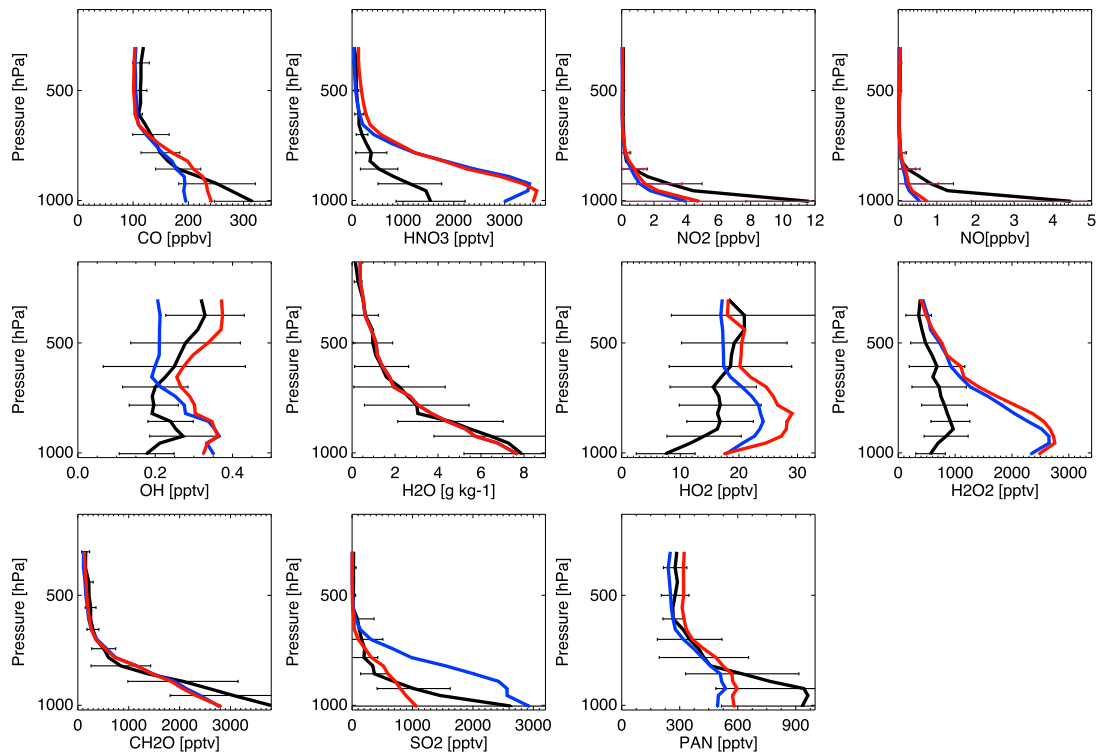 Pressure [hPa]
500
1000
0 100 200 300
CO [ppbv]
Pressure [hPa]
500
1000
0 1000 2000 3000
HNO3 [pptv]
Pressure [hPa]
500
1000
0 2 4 6 8 10 12
NO2 [ppbv]
Pressure [hPa]
500
1000
0 1 2 3 4 5
NO[ppbv]
Pressure [hPa]
500
1000
0.0 0.2 0.4
OH [pptv]
Pressure [hPa]
500
1000
0 2 4 6 8
H2O [g kg-1]
Pressure [hPa]
500
1000
0 10 20 30
HO2 [pptv]
Pressure [hPa]
500
1000
0 1000 2000 3000
H2O2 [pptv]
Pressure [hPa]
500
1000
0 1000 2000 3000
CH2O [pptv]
Pressure [hPa]
500
1000
0 1000 2000 3000
SO2 [pptv]
Pressure [hPa]
500
1000
0 300 600 900
PAN [pptv]